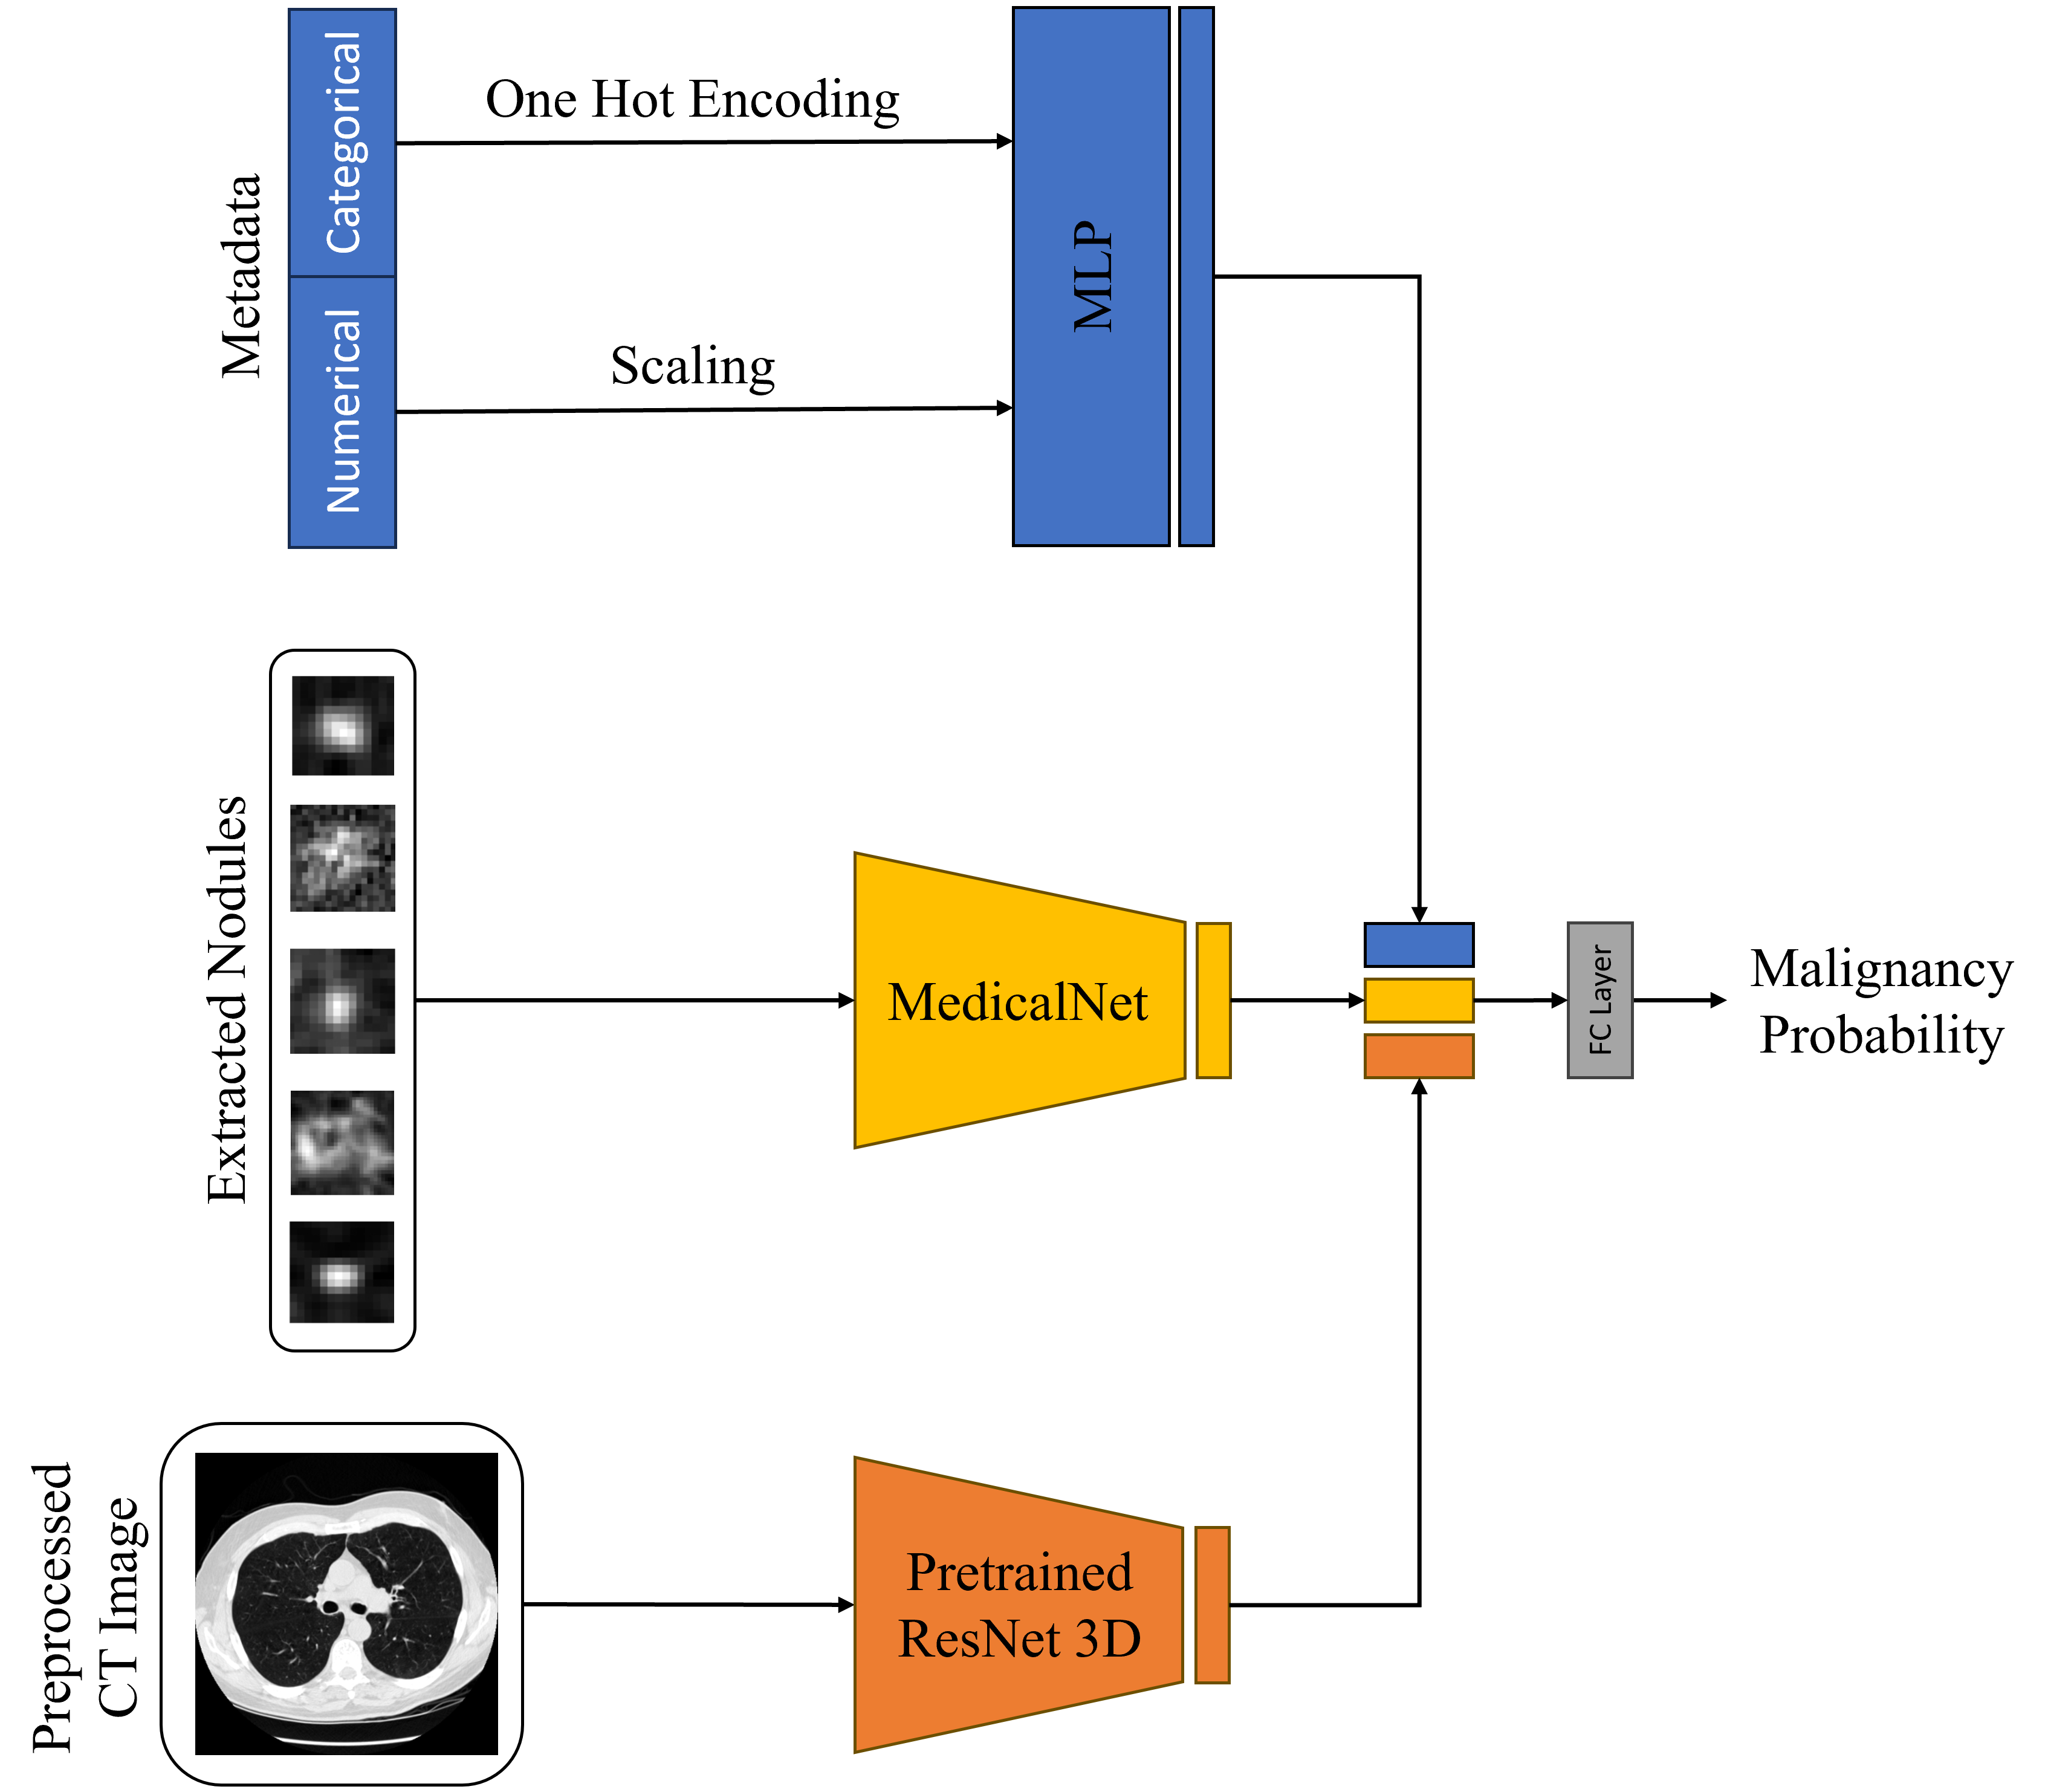 Metadata
Categorical
Numerical
One Hot Encoding
Scaling
MLP
Extracted Nodules
MedicalNet
FC Layer
Malignancy
Probability
Preprocessed
CT Image
Pretrained
ResNet 3D